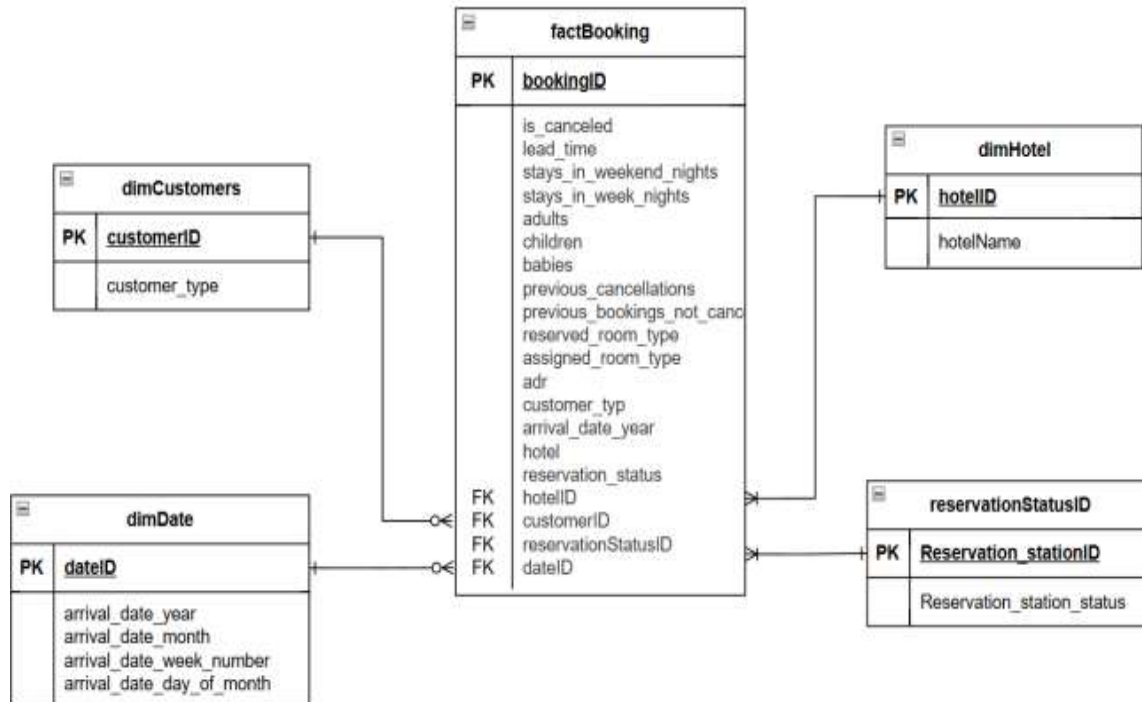 factBooking
PK bookingID
is_canceled
lead_time
stays_in_weekend_nights
stays_in_week_nights
adults
children
babies
previous_cancellations
previous_bookings_not_canc
reserved_room_type
assigned_room_type
adr
customer_typ
arrival_date_year
hotel
reservation_status
FK hotelID
FK customerID
FK reservationStatusID
FK dateID
dimCustomers
PK customerID
customer_type
dimDate
PK dateID
arrival_date_year
arrival_date_month
arrival_date_week_number
arrival_date_day_of_month
dimHotel
PK hotelID
hotelName
reservationStatusID
PK Reservation_stationID
Reservation_station_status